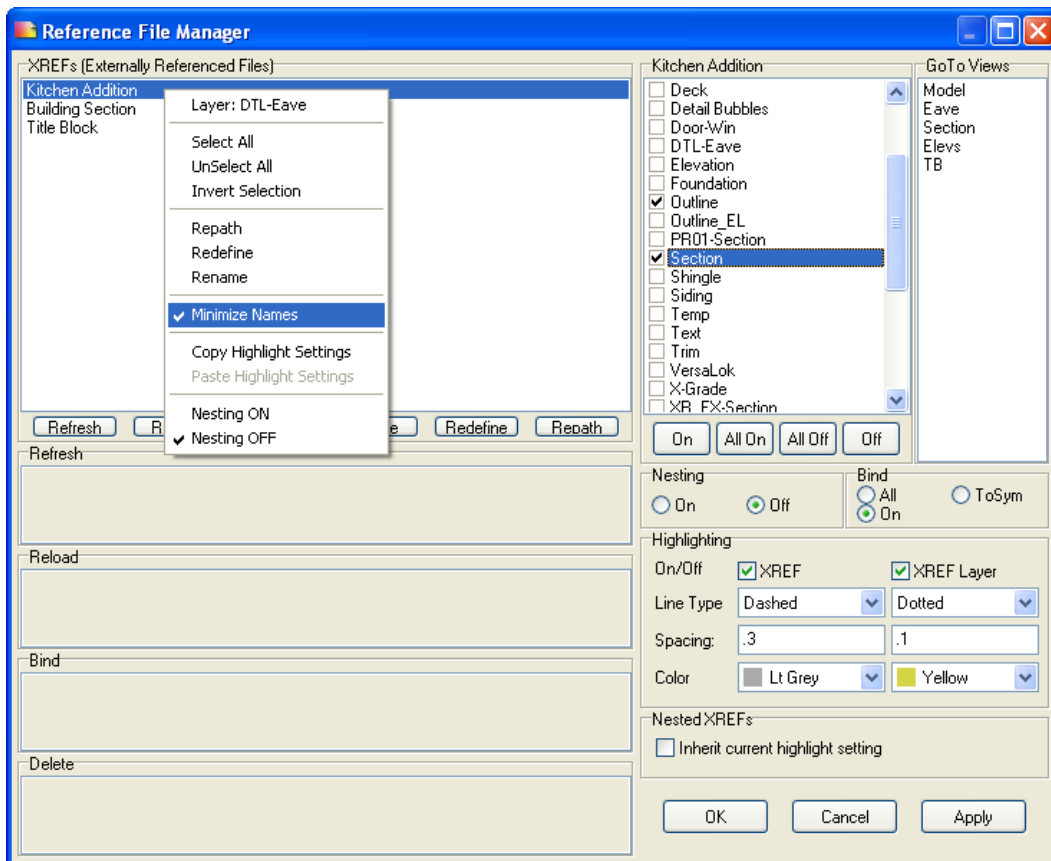 Reference File Manager
XREFs (Externally Referenced Files)
Kitchen Addition
Building Section
Title Block
Layer: DTL-Eave
Select All
UnSelect All
Invert Selection
Repath
Redefine
Rename
Minimize Names
Copy Highlight Settings
Paste Highlight Settings
Nesting ON
Nesting OFF
Refresh
R
e
Redefine
Repath
Refresh
Reload
Bind
Delete
Kitchen Addition
Deck
Detail Bubbles
Door-Win
DTL-Eave
Elevation
Foundation
Outline
Outline_EL
PR01-Section
Section
Shingle
Siding
Temp
Text
Trim
VersaLok
X-Grade
XR_EX-Section
On
All On
All Off
Off
GoTo Views
Model
Eave
Section
Elevs
TB
Nesting
On
Off
Bind
All
On
ToSym
Highlighting
On/Off
XREF
XREF Layer
Line Type
Dashed
Dotted
Spacing:
.3
.1
Color
Lt Grey
Yellow
Nested XREFs
Inherit current highlight setting
OK
Cancel
Apply